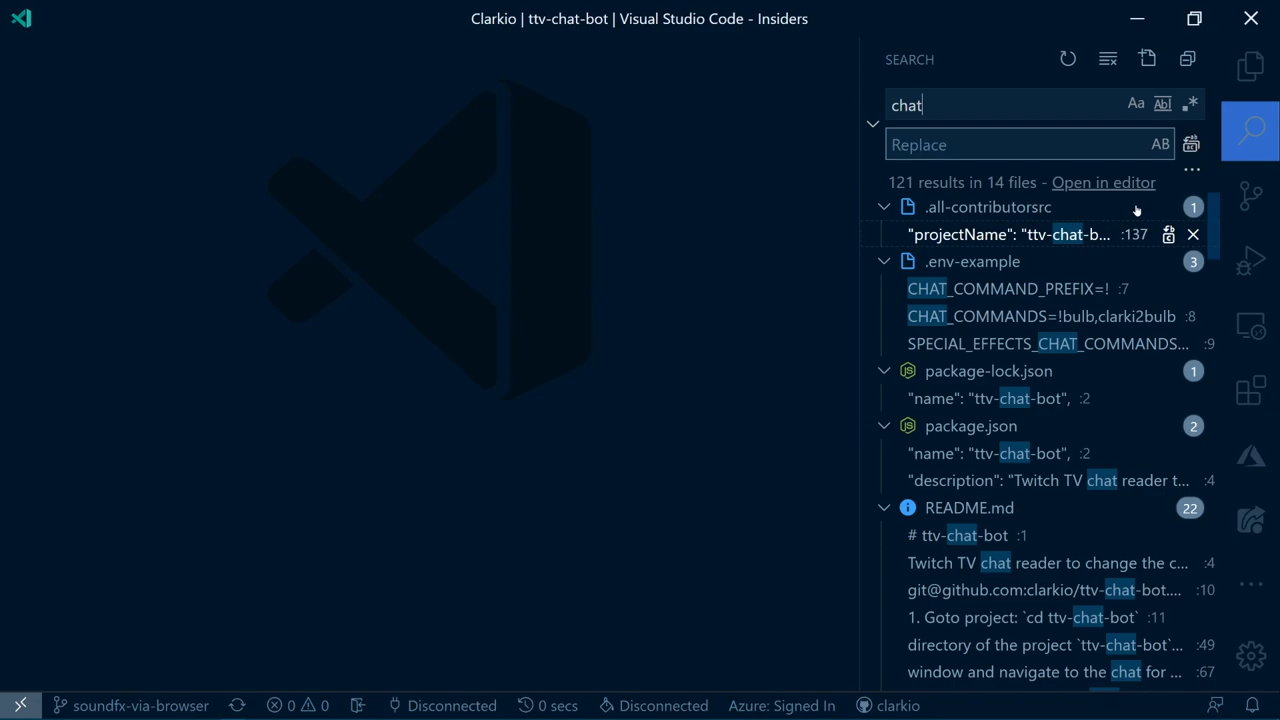 Clarkio | ttv-chat-bot | Visual Studio Code - Insiders
SEARCH
chat
Aa Abl .*
Replace
AB
121 results in 14 files - Open in editor
.all-contributorsrc 1
"projectName": "ttv-chat-b... :137
.env-example 3
CHAT_COMMAND_PREFIX=! :7
CHAT_COMMANDS=!bulb,clarki2bulb :8
SPECIAL_EFFECTS_CHAT_COMMANDS... :9
package-lock.json 1
"name": "ttv-chat-bot", :2
package.json 2
"name": "ttv-chat-bot", :2
"description": "Twitch TV chat reader t... :4
README.md 22
# ttv-chat-bot :1
Twitch TV chat reader to change the c... :4
git@github.com:clarkio/ttv-chat-bot.... :10
1. Goto project: `cd ttv-chat-bot` :11
directory of the project `ttv-chat-bot`... :49
window and navigate to the chat for ... :67
soundfx-via-browser 0 0 Disconnected 0 secs Disconnected Azure: Signed In clarkio